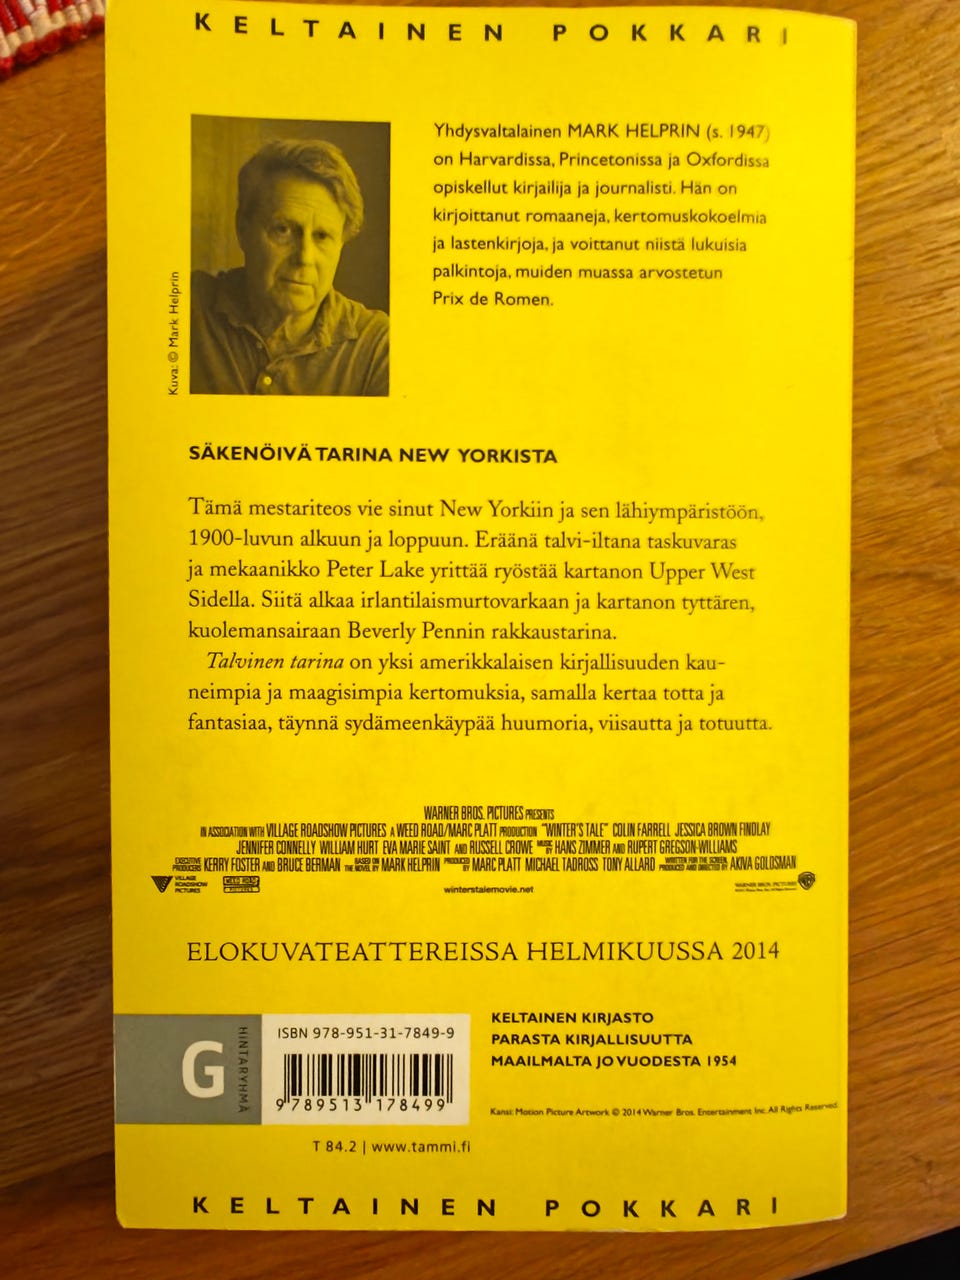 KELTAINEN POKKARI
Yhdysvaltalainen MARK HELPRIN (s. 1947)
on Harvardissa, Princetonissa ja Oxfordissa
opiskellut kirjailija ja journalisti. Hän on
kirjoittanut romaaneja, kertomuskokoelmia
ja lastenkirjoja, ja voittanut niistä lukuisia
palkintoja, muiden muassa arvostetun
Prix de Romen.
Kuva: © Mark Helprin
SÄKENÖIVÄ TARINA NEW YORKISTA
Tämä mestariteos vie sinut New Yorkiin ja sen lähiympäristöön,
1900-luvun alkuun ja loppuun. Eräänä talvi-iltana taskuvaras
ja mekaanikko Peter Lake yrittää ryöstää kartanon Upper West
Sidella. Siitä alkaa irlantilaismurtovarkaan ja kartanon tyttären,
kuolemansairaan Beverly Pennin rakkaustarina.
Talvinen tarina on yksi amerikkalaisen kirjallisuuden kau-
neimpia ja maagisimpia kertomuksia, samalla kertaa totta ja
fantasiaa, täynnä sydämeenkäypää huumoria, viisautta ja totuutta.
WARNER BROS. PICTURES PRESENTS
IN ASSOCIATION WITH VILLAGE ROADSHOW PICTURES A WEED ROAD/MARC PLATT PRODUCTION "WINTER'S TALE" COLIN FARRELL JESSICA BROWN FINDLAY
JENNIFER CONNELLY WILLIAM HURT EVA MARIE SAINT AND RUSSELL CROWE MUSIC BY HANS ZIMMER AND RUPERT GREGSON-WILLIAMS
EXECUTIVE PRODUCERS KERRY FOSTER AND BRUCE BERMAN BASED ON THE NOVEL BY MARK HELPRIN PRODUCED BY MARC PLATT MICHAEL TADROSS TONY ALLARD WRITTEN FOR THE SCREEN, PRODUCED AND DIRECTED BY AKIVA GOLDSMAN
VILLAGE ROADSHOW PICTURES
WEED ROAD PICTURES
winterstalemovie.net
WARNER BROS. PICTURES
ELOKUVATEATTEREISSA HELMIKUUSSA 2014
G
HINTARYHMÄ
ISBN 978-951-31-7849-9
9 789513 178499
KELTAINEN KIRJASTO
PARASTA KIRJALLISUUTTA
MAAILMALTA JO VUODESTA 1954
Kansi: Motion Picture Artwork © 2014 Warner Bros. Entertainment Inc. All Rights Reserved.
T 84.2 | www.tammi.fi
KELTAINEN POKKARI